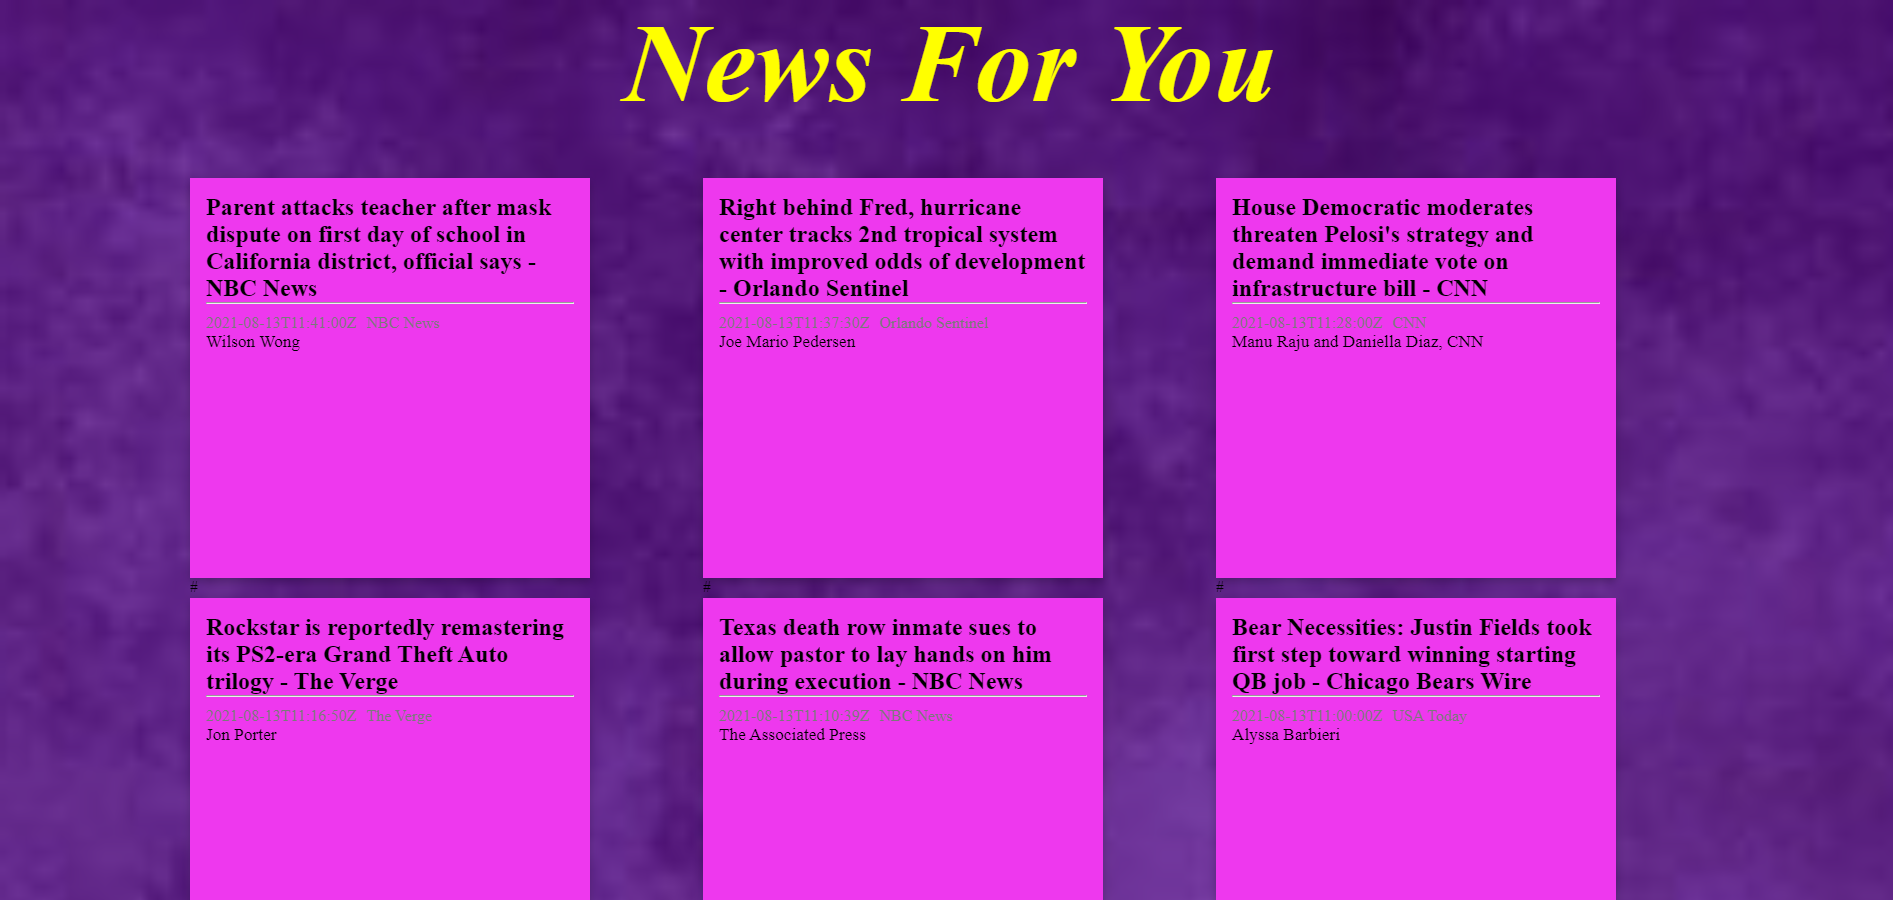 News For You
Parent attacks teacher after mask
dispute on first day of school in
California district, official says -
NBC News
2021-08-13T11:41:00Z NBC News
Wilson Wong
Right behind Fred, hurricane
center tracks 2nd tropical system
with improved odds of development
- Orlando Sentinel
2021-08-13T11:37:30Z Orlando Sentinel
Joe Mario Pedersen
House Democratic moderates
threaten Pelosi's strategy and
demand immediate vote on
infrastructure bill - CNN
2021-08-13T11:28:00Z CNN
Manu Raju and Daniella Diaz, CNN
#
#
#
Rockstar is reportedly remastering
its PS2-era Grand Theft Auto
trilogy - The Verge
2021-08-13T11:16:50Z The Verge
Jon Porter
Texas death row inmate sues to
allow pastor to lay hands on him
during execution - NBC News
2021-08-13T11:10:39Z NBC News
The Associated Press
Bear Necessities: Justin Fields took
first step toward winning starting
QB job - Chicago Bears Wire
2021-08-13T11:00:00Z USA Today
Alyssa Barbieri